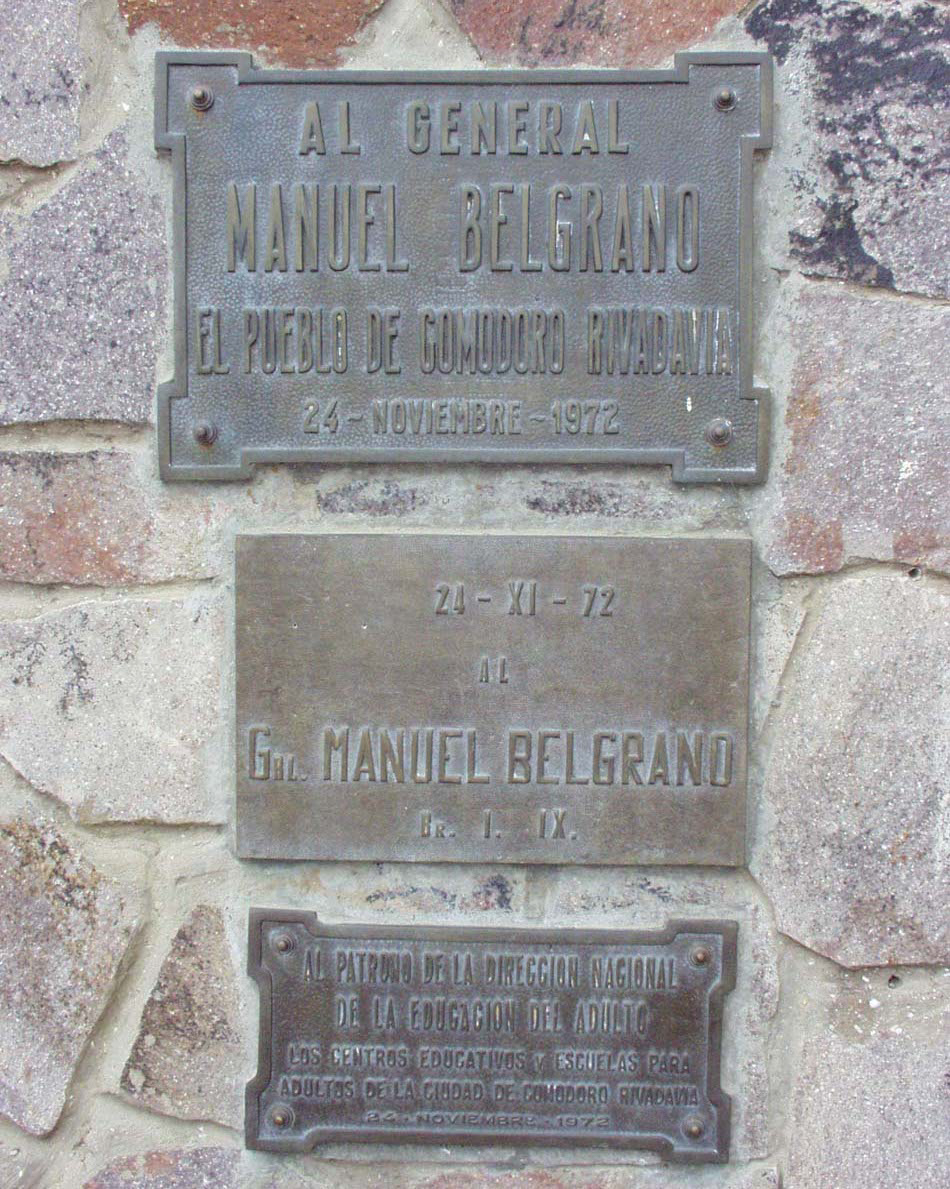 AL GENERAL
MANUEL BELGRANO
EL PUEBLO DE COMODORO RIVADAVIA
24 - NOVIEMBRE - 1972
24 - XI - 72
AL
GRL. MANUEL BELGRANO
BR. I. IX.
AL PATRONO DE LA DIRECCION NACIONAL
DE LA EDUCACION DEL ADULTO
LOS CENTROS EDUCATIVOS Y ESCUELAS PARA
ADULTOS DE LA CIUDAD DE COMODORO RIVADAVIA
24 - NOVIEMBRE - 1972